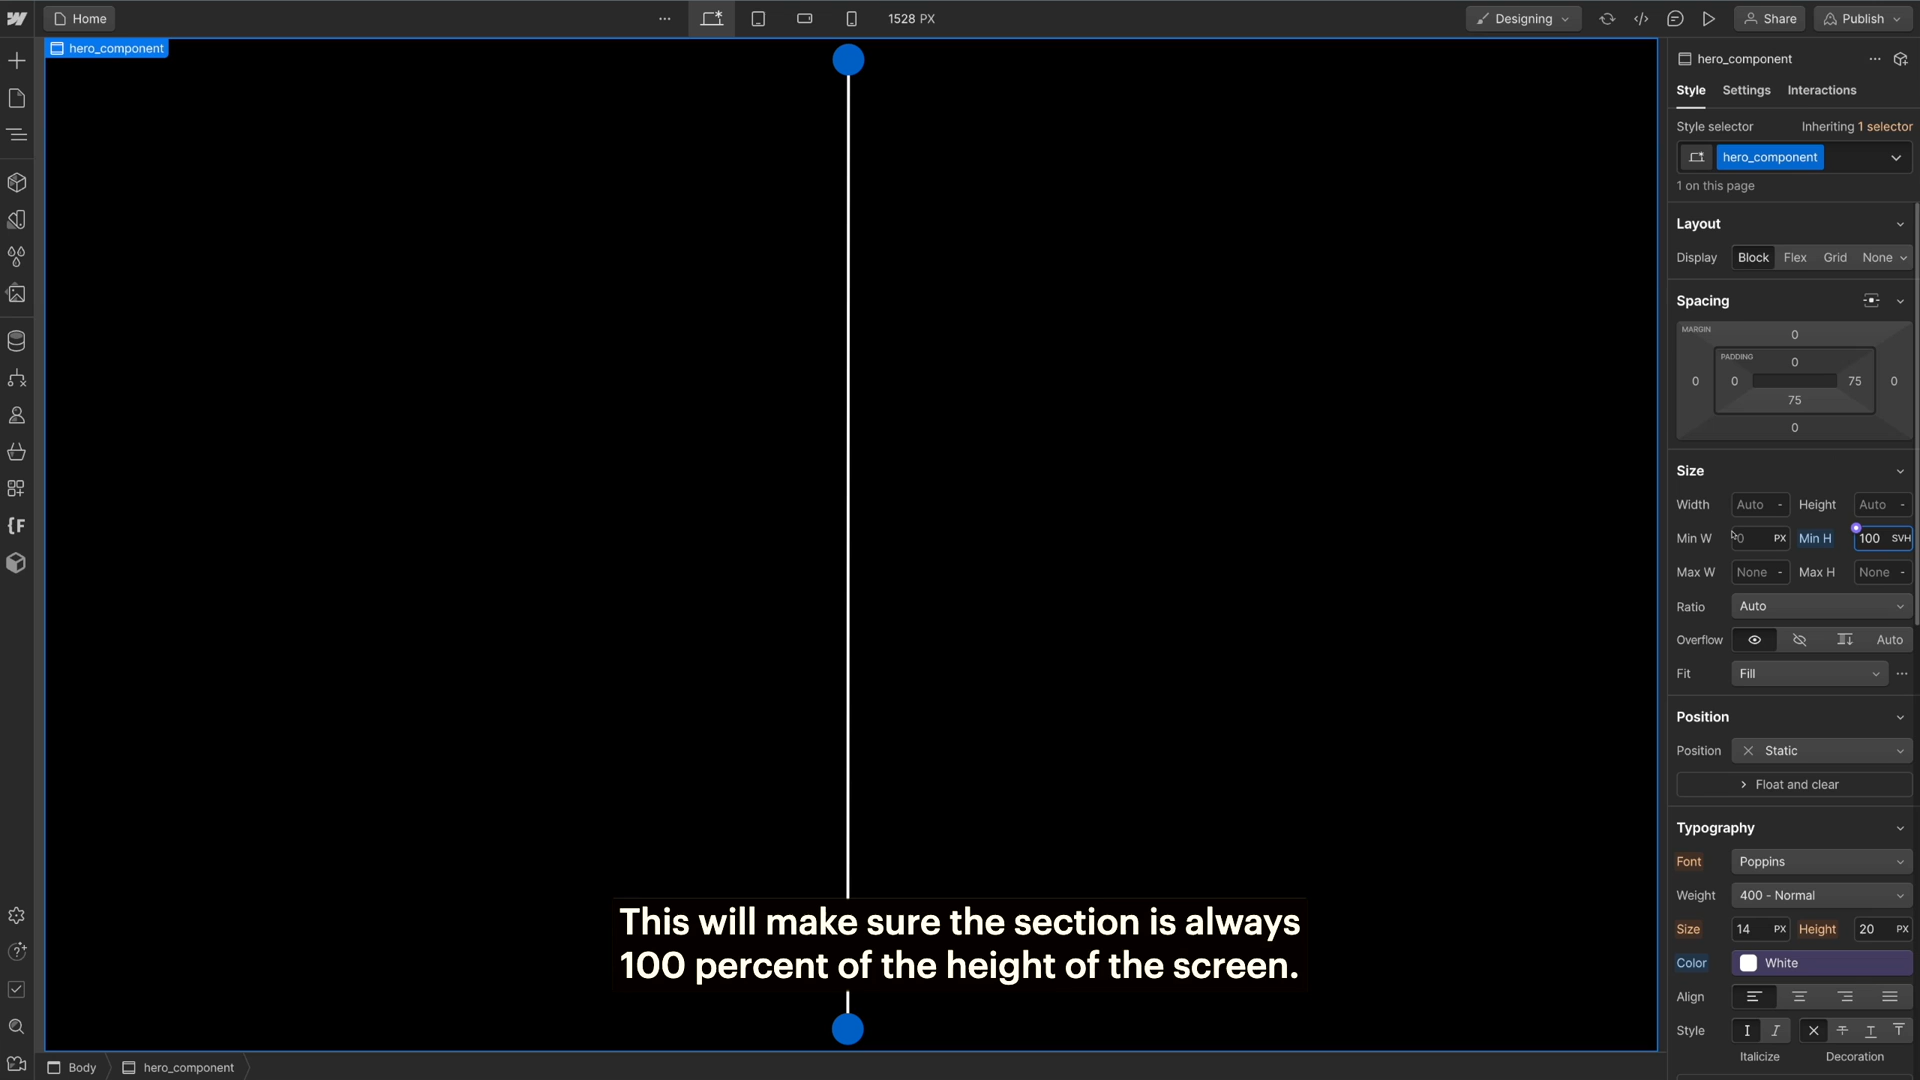 Home
1528 PX
Designing
Share
Publish
hero_component
hero_component
Style Settings Interactions
Style selector Inheriting 1 selector
hero_component
1 on this page
Layout
Display Block Flex Grid None
Spacing
MARGIN
0
PADDING
0
0 0 75 0
75
0
Size
Width Auto - Height Auto -
Min W 0 PX Min H 100 SVH
Max W None - Max H None -
Ratio Auto
Overflow Auto
Fit Fill
Position
Position Static
Float and clear
Typography
Font Poppins
Weight 400 - Normal
Size 14 PX Height 20 PX
Color White
Align
Style
Italicize Decoration
This will make sure the section is always
100 percent of the height of the screen.
Body hero_component